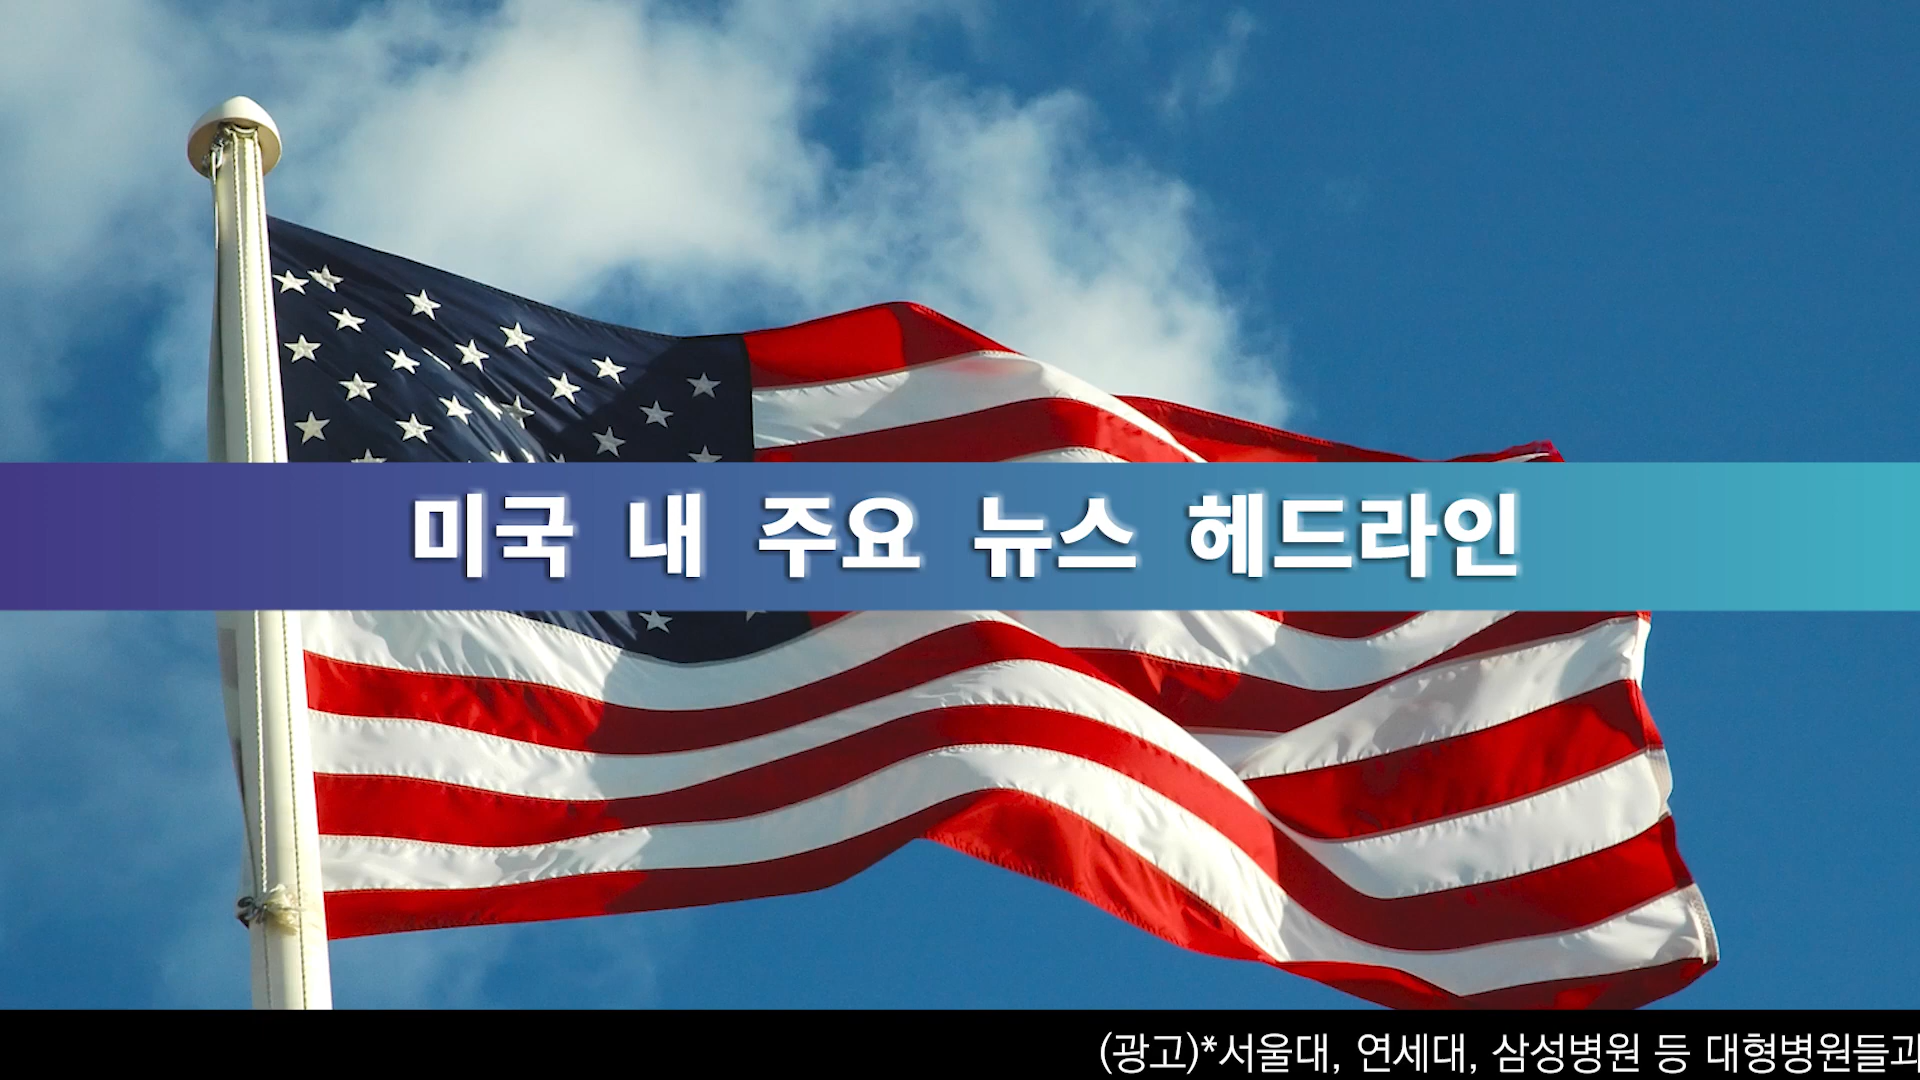 미국 내 주요 뉴스 헤드라인
(광고)*서울대, 연세대, 삼성병원 등 대형병원들과